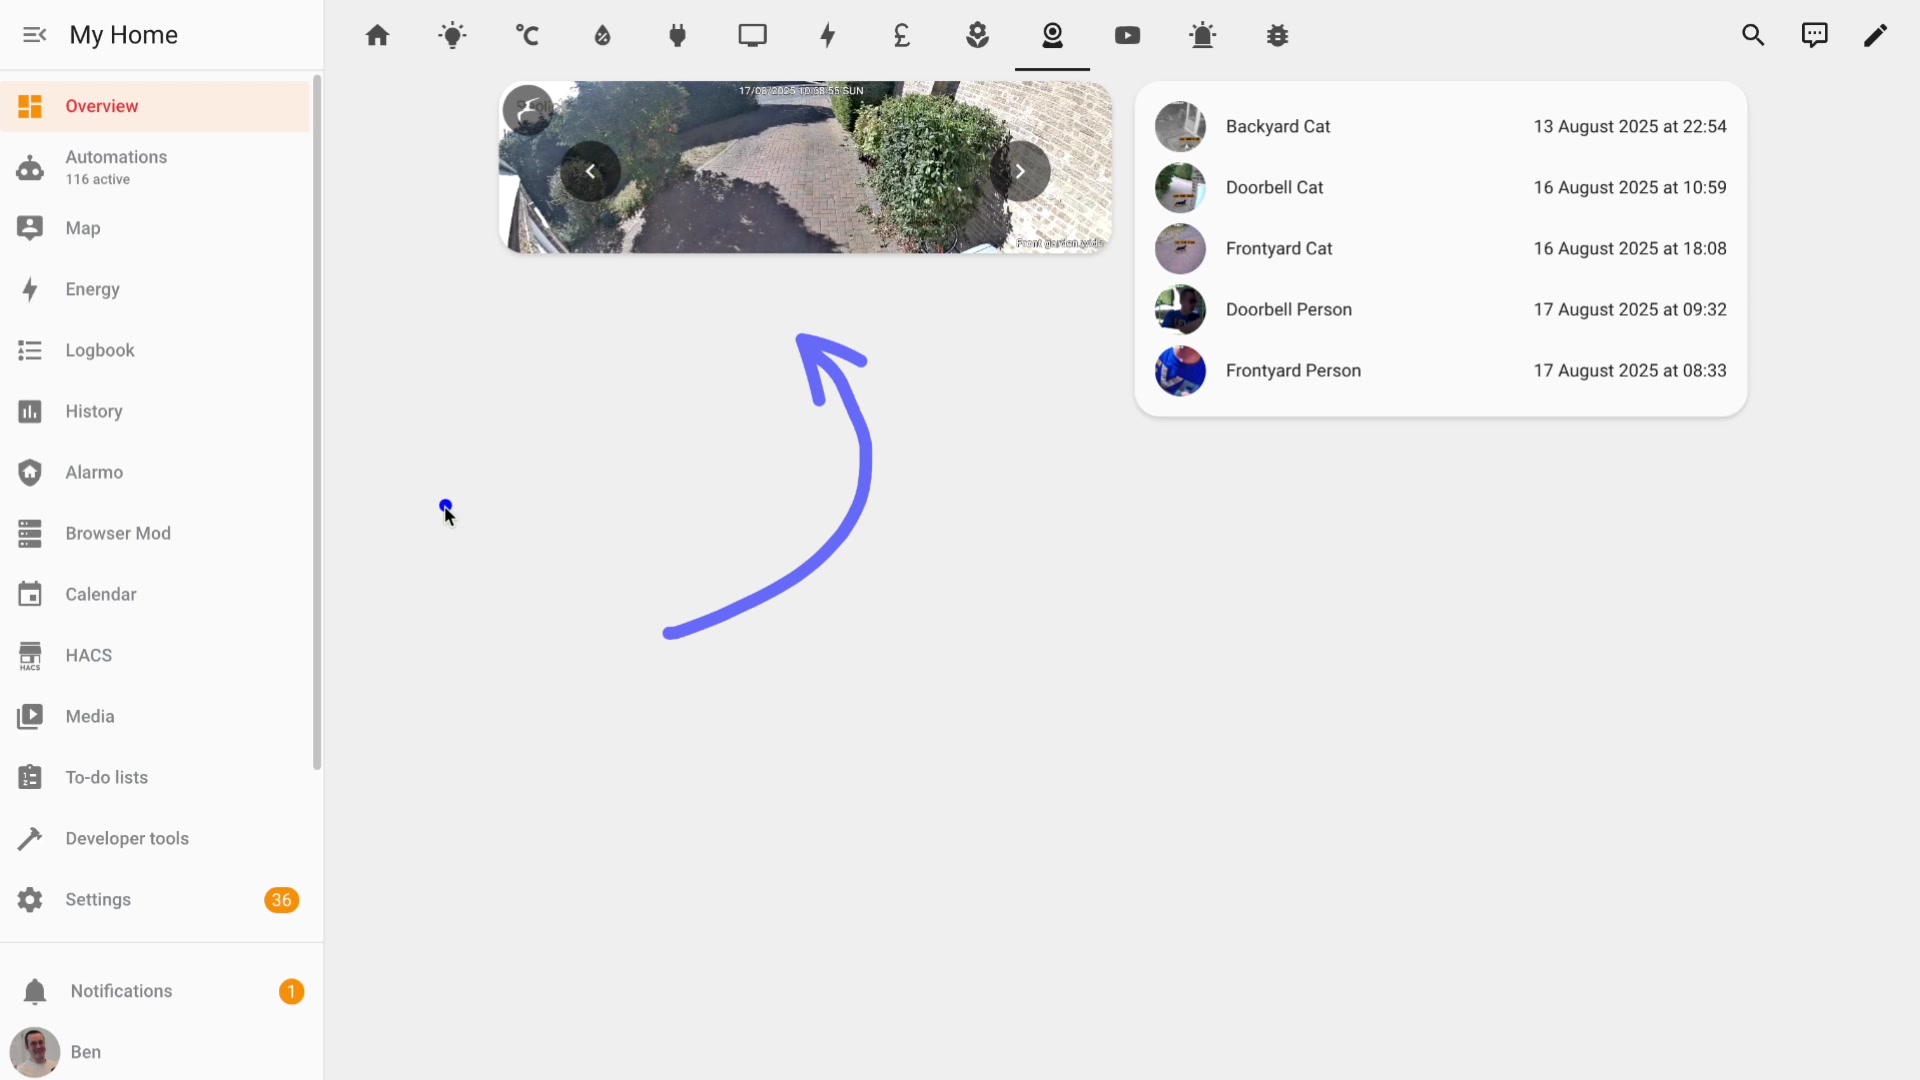 My Home
℃
£
Overview
Automations
116 active
Map
Energy
Logbook
History
Alarmo
Browser Mod
Calendar
HACS
HACS
Media
To-do lists
Developer tools
Settings 36
Notifications 1
Ben
17/08/2025 10:58:55 SUN
Front garden wide
Backyard Cat 13 August 2025 at 22:54
Doorbell Cat 16 August 2025 at 10:59
Frontyard Cat 16 August 2025 at 18:08
Doorbell Person 17 August 2025 at 09:32
Frontyard Person 17 August 2025 at 08:33